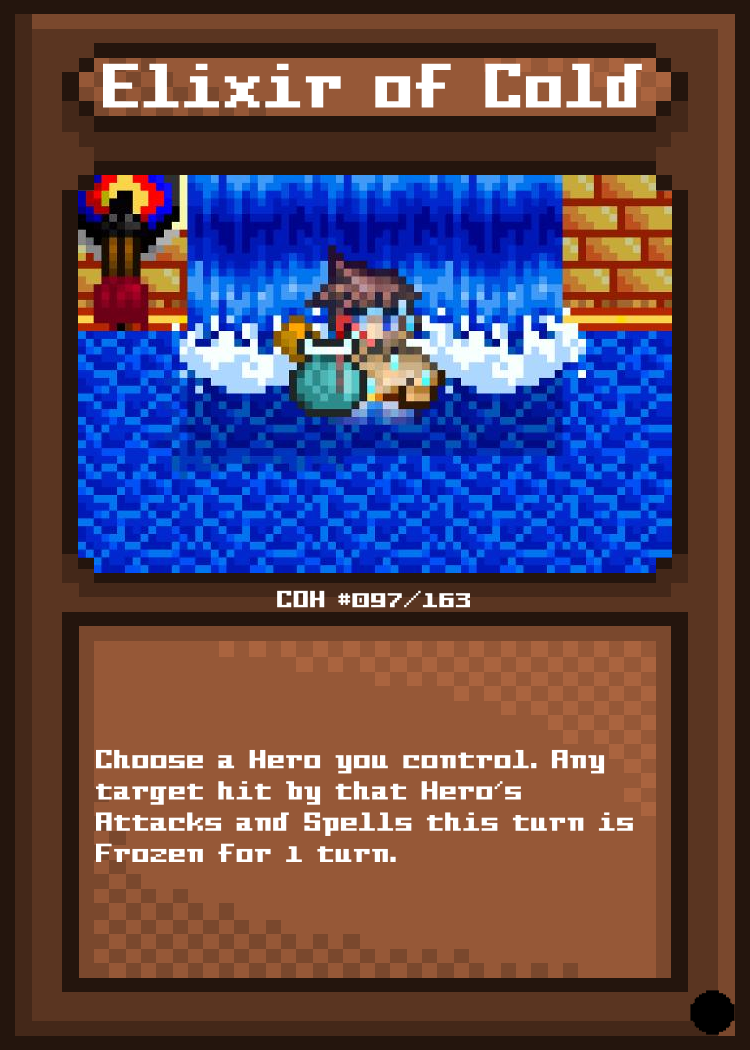 Elixir of Cold
COH #097/163
Choose a Hero you control. Any
target hit by that Hero's
Attacks and Spells this turn is
Frozen for 1 turn.